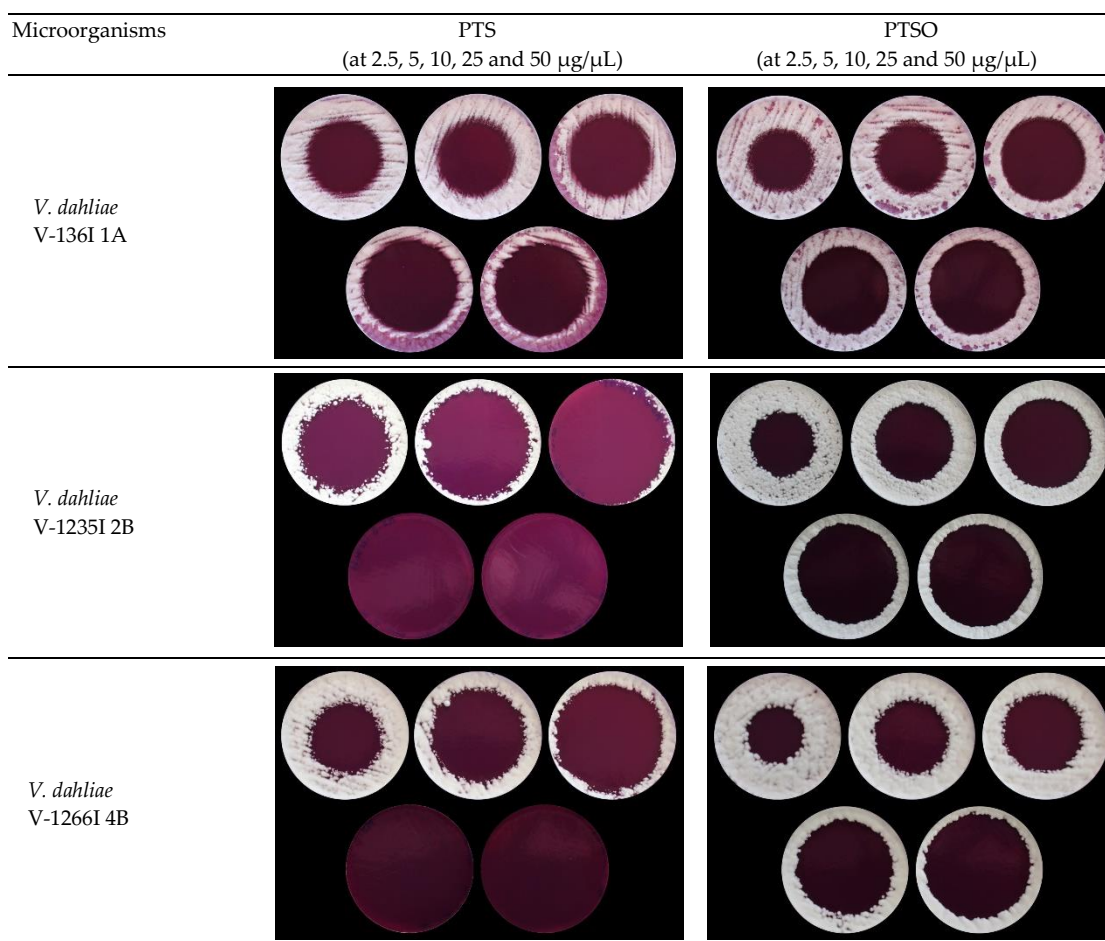 Microorganisms PTS PTSO
(at 2.5, 5, 10, 25 and 50 µg/µL) (at 2.5, 5, 10, 25 and 50 µg/µL)
V. dahliae
V-136I 1A
V. dahliae
V-1235I 2B
V. dahliae
V-1266I 4B